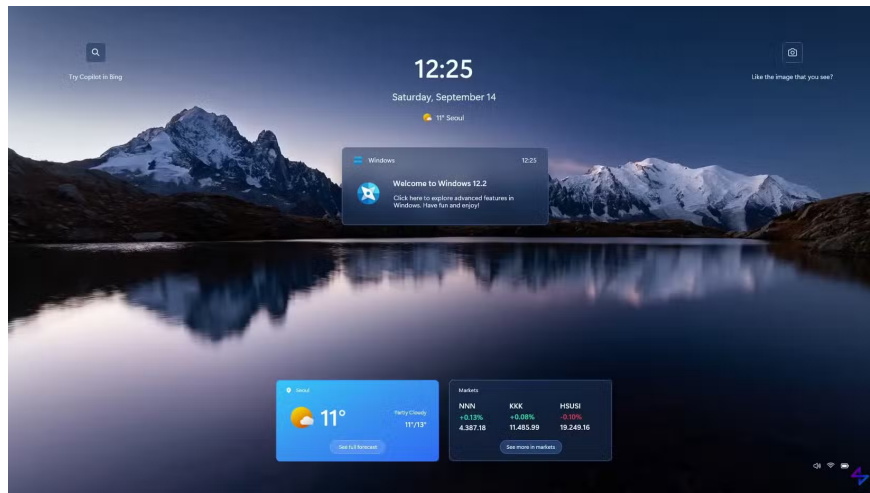 Try Copilot in Bing
12:25
Saturday, September 14
11° Seoul
Like the image that you see?
Windows
12:25
Welcome to Windows 12.2
Click here to explore advanced features in
Windows. Have fun and enjoy!
Seoul
11°
Partly Cloudy
11°/13°
See full forecast
Markets
NNN KKK HSUSI
+0.13% +0.08% -0.10%
4.387.18 11.485.99 19.249.16
See more in markets